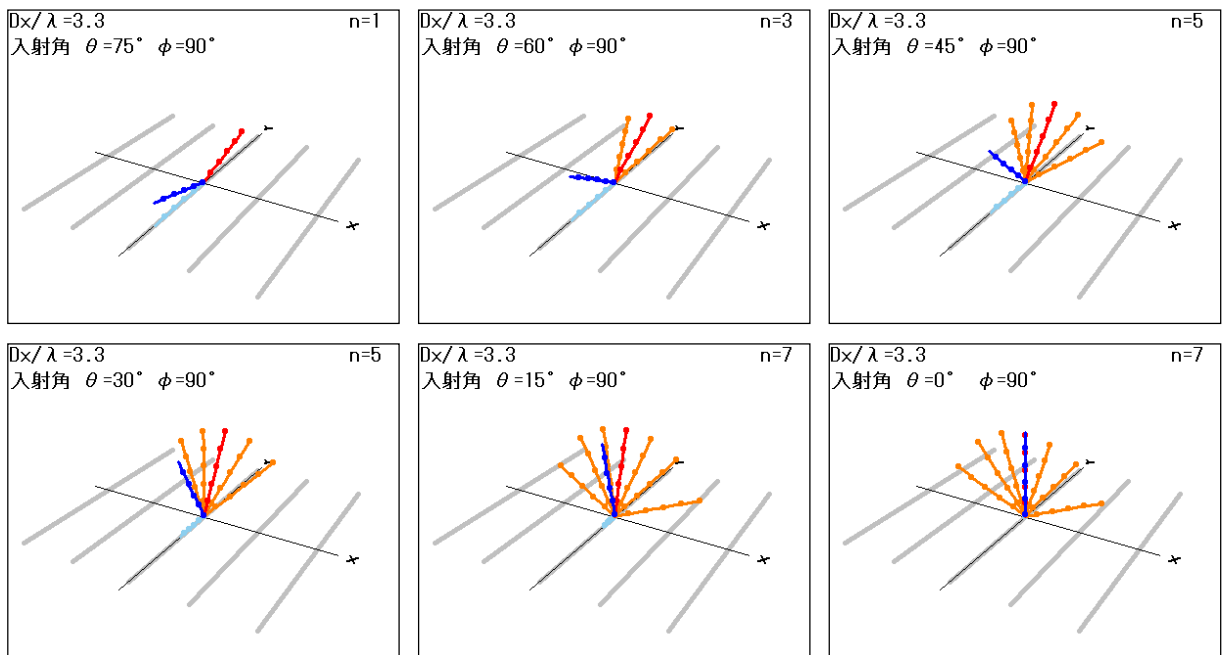 Dx/λ=3.3 n=1
入射角 θ=75° φ=90°
Y
X
Dx/λ=3.3 n=3
入射角 θ=60° φ=90°
Y
X
Dx/λ=3.3 n=5
入射角 θ=45° φ=90°
Y
X
Dx/λ=3.3 n=5
入射角 θ=30° φ=90°
Y
X
Dx/λ=3.3 n=7
入射角 θ=15° φ=90°
Y
X
Dx/λ=3.3 n=7
入射角 θ=0° φ=90°
Y
X